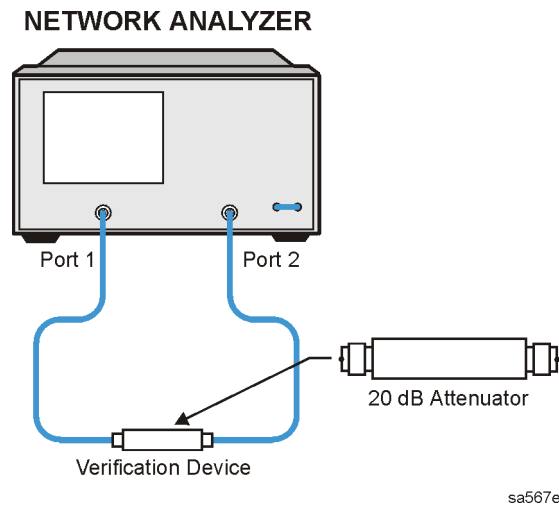 NETWORK ANALYZER
Port 1
Port 2
20 dB Attenuator
Verification Device
sa567e